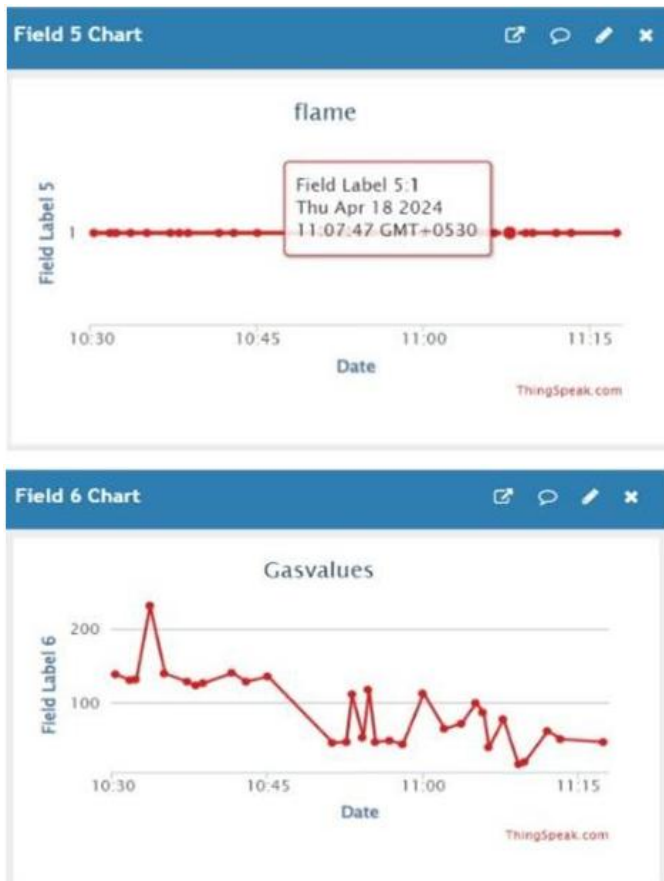 Field 5 Chart
flame
Field Label 5
1
Field Label 5:1
Thu Apr 18 2024
11:07:47 GMT+0530
10:30 10:45 11:00 11:15
Date
ThingSpeak.com
Field 6 Chart
Gasvalues
Field Label 6
200
100
10:30 10:45 11:00 11:15
Date
ThingSpeak.com